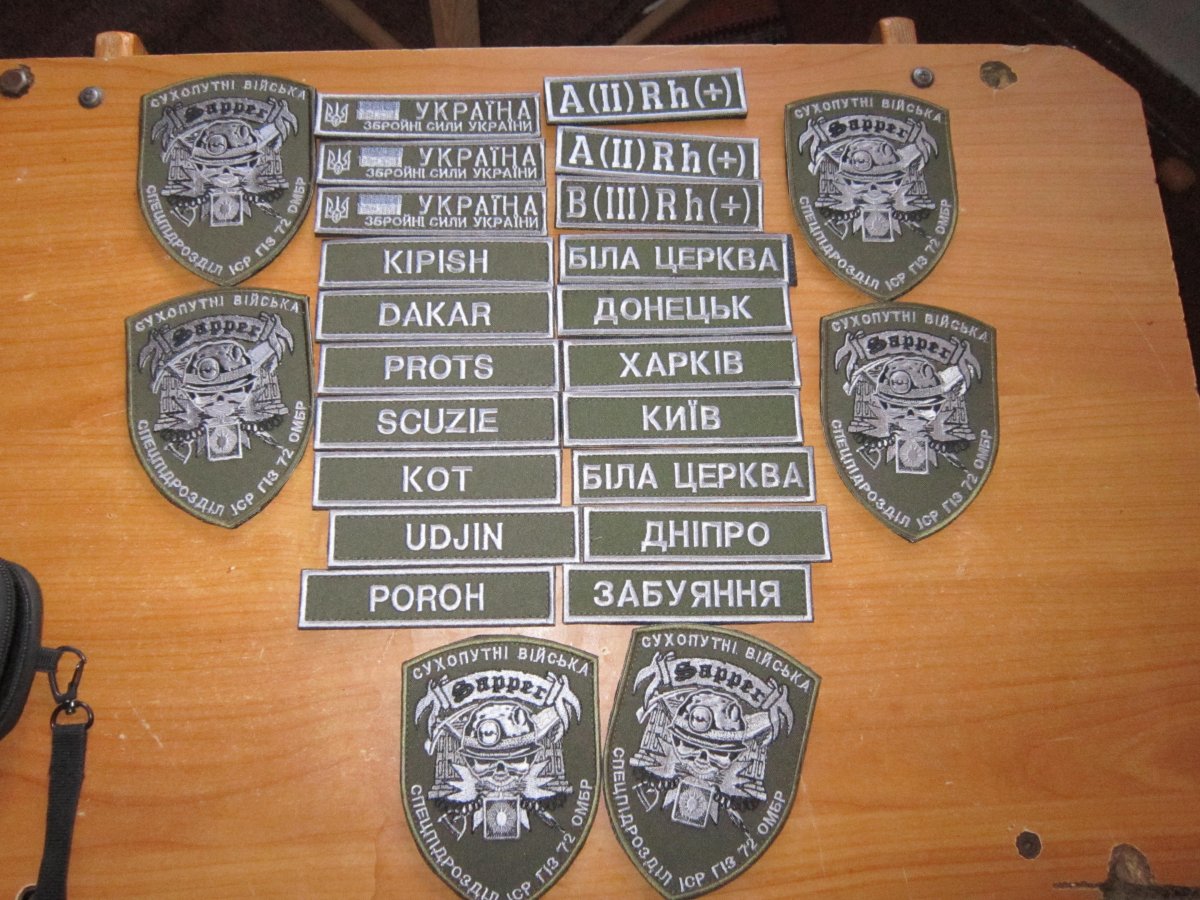 СУХОПУТНІ ВІЙСЬКА
Sapper
СПЕЦПІДРОЗДІЛ ІСР ГІЗ 72 ОМБР
УКРАЇНА
ЗБРОЙНІ СИЛИ УКРАЇНИ
A(II)Rh(+)
СУХОПУТНІ ВІЙСЬКА
Sapper
СПЕЦПІДРОЗДІЛ ІСР ГІЗ 72 ОМБР
УКРАЇНА
ЗБРОЙНІ СИЛИ УКРАЇНИ
A(II)Rh(+)
УКРАЇНА
ЗБРОЙНІ СИЛИ УКРАЇНИ
B(III)Rh(+)
KIPISH
БІЛА ЦЕРКВА
DAKAR
ДОНЕЦЬК
СУХОПУТНІ ВІЙСЬКА
Sapper
СПЕЦПІДРОЗДІЛ ІСР ГІЗ 72 ОМБР
PROTS
ХАРКІВ
СУХОПУТНІ ВІЙСЬКА
Sapper
СПЕЦПІДРОЗДІЛ ІСР ГІЗ 72 ОМБР
SCUZIE
КИЇВ
KOT
БІЛА ЦЕРКВА
UDJIN
ДНІПРО
POROH
ЗАБУЯННЯ
СУХОПУТНІ ВІЙСЬКА
Sapper
СПЕЦПІДРОЗДІЛ ІСР ГІЗ 72 ОМБР
СУХОПУТНІ ВІЙСЬКА
Sapper
СПЕЦПІДРОЗДІЛ ІСР ГІЗ 72 ОМБР